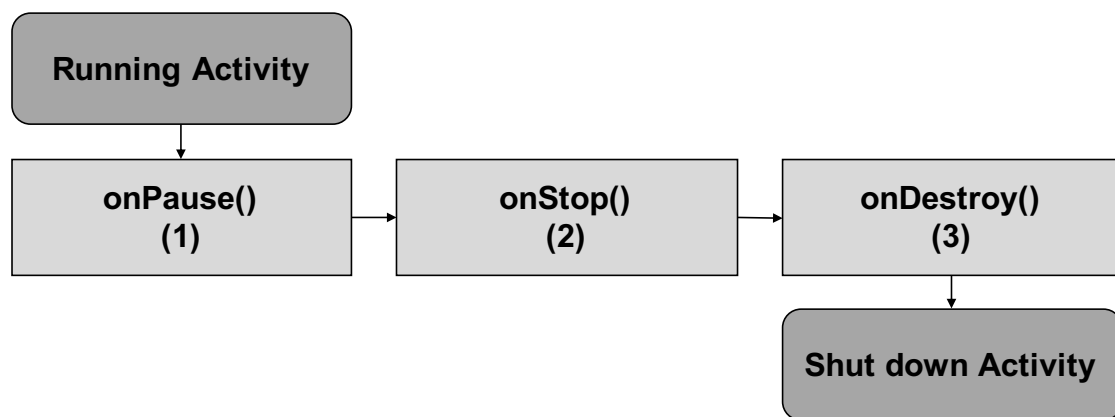 Running Activity
onPause()
(1)
onStop()
(2)
onDestroy()
(3)
Shut down Activity